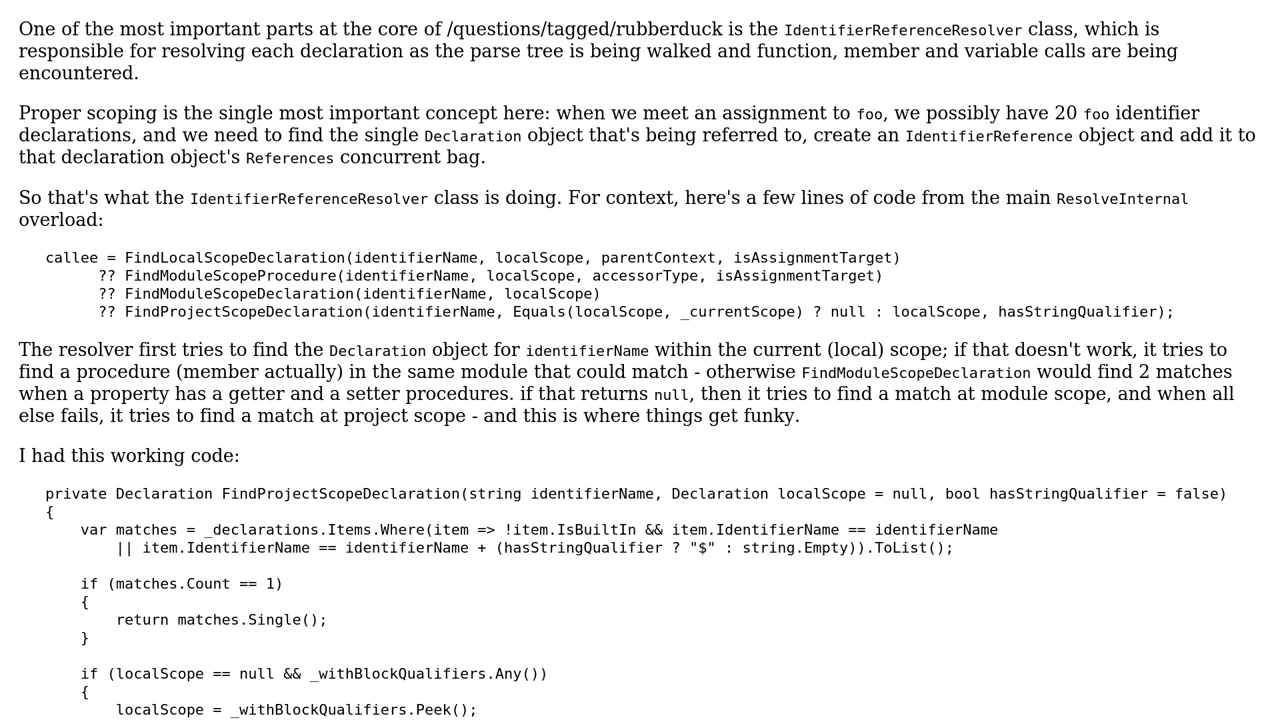 One of the most important parts at the core of /questions/tagged/rubberduck is the IdentifierReferenceResolver class, which is
responsible for resolving each declaration as the parse tree is being walked and function, member and variable calls are being
encountered.
Proper scoping is the single most important concept here: when we meet an assignment to foo, we possibly have 20 foo identifier
declarations, and we need to find the single Declaration object that's being referred to, create an IdentifierReference object and add it to
that declaration object's References concurrent bag.
So that's what the IdentifierReferenceResolver class is doing. For context, here's a few lines of code from the main ResolveInternal
overload:
callee = FindLocalScopeDeclaration(identifierName, localScope, parentContext, isAssignmentTarget)
?? FindModuleScopeProcedure(identifierName, localScope, accessorType, isAssignmentTarget)
?? FindModuleScopeDeclaration(identifierName, localScope)
?? FindProjectScopeDeclaration(identifierName, Equals(localScope, _currentScope) ? null : localScope, hasStringQualifier);
The resolver first tries to find the Declaration object for identifierName within the current (local) scope; if that doesn't work, it tries to
find a procedure (member actually) in the same module that could match - otherwise FindModuleScopeDeclaration would find 2 matches
when a property has a getter and a setter procedures. if that returns null, then it tries to find a match at module scope, and when all
else fails, it tries to find a match at project scope - and this is where things get funky.
I had this working code:
private Declaration FindProjectScopeDeclaration(string identifierName, Declaration localScope = null, bool hasStringQualifier = false)
{
var matches = _declarations.Items.Where(item => !item.IsBuiltIn && item.IdentifierName == identifierName
|| item.IdentifierName == identifierName + (hasStringQualifier ? "$" : string.Empty)).ToList();
if (matches.Count == 1)
{
return matches.Single();
}
if (localScope == null && _withBlockQualifiers.Any())
{
localScope = _withBlockQualifiers.Peek();